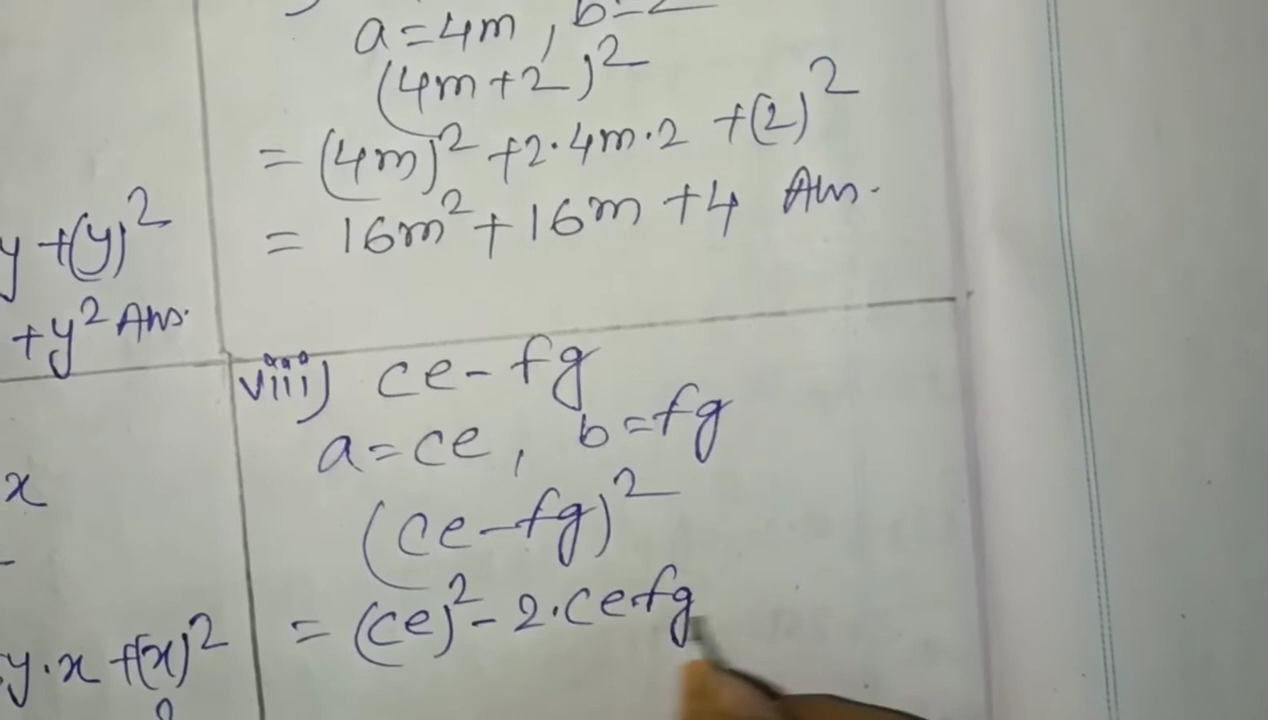 a=4m, b=2
(4m+2)²
= (4m)² +2·4m·2 +(2)²
= 16m² + 16m +4 Ans.
y +(y)²
+y² Ans.
viii) ce - fg
a=ce, b=fg
(ce-fg)²
= (ce)² - 2·ce·fg
x
y·x +(x)²